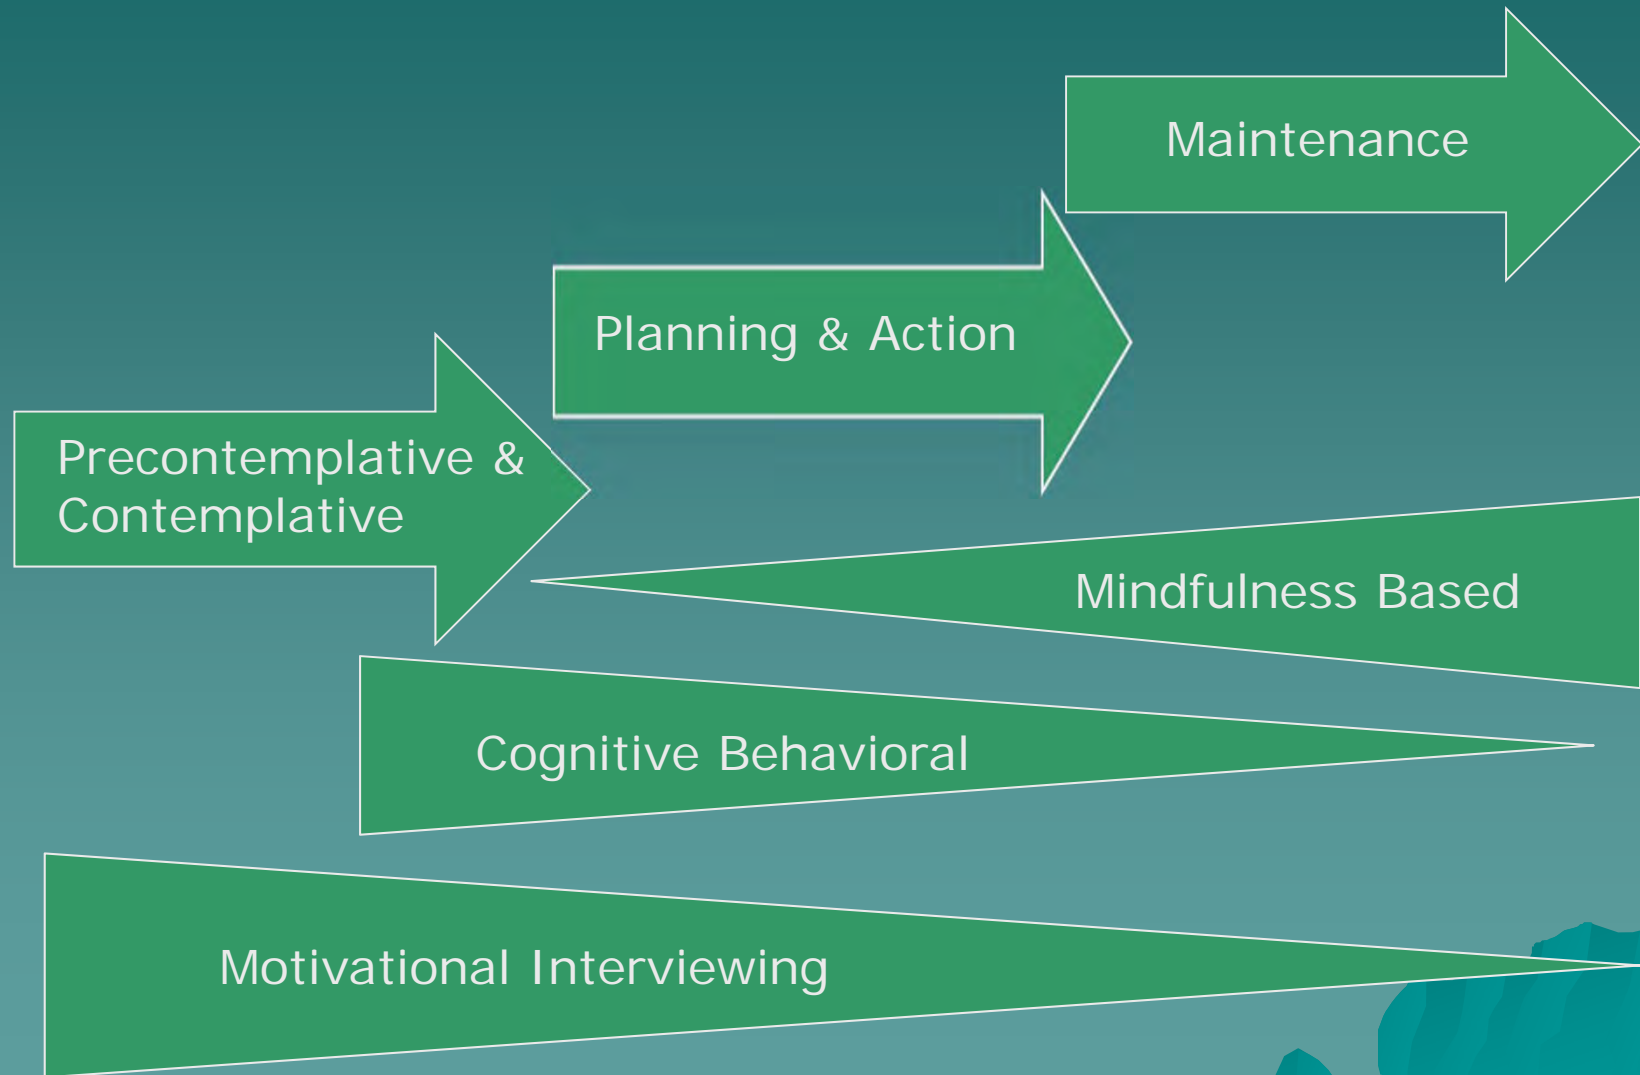 Maintenance
Planning & Action
Precontemplative &
Contemplative
Mindfulness Based
Cognitive Behavioral
Motivational Interviewing